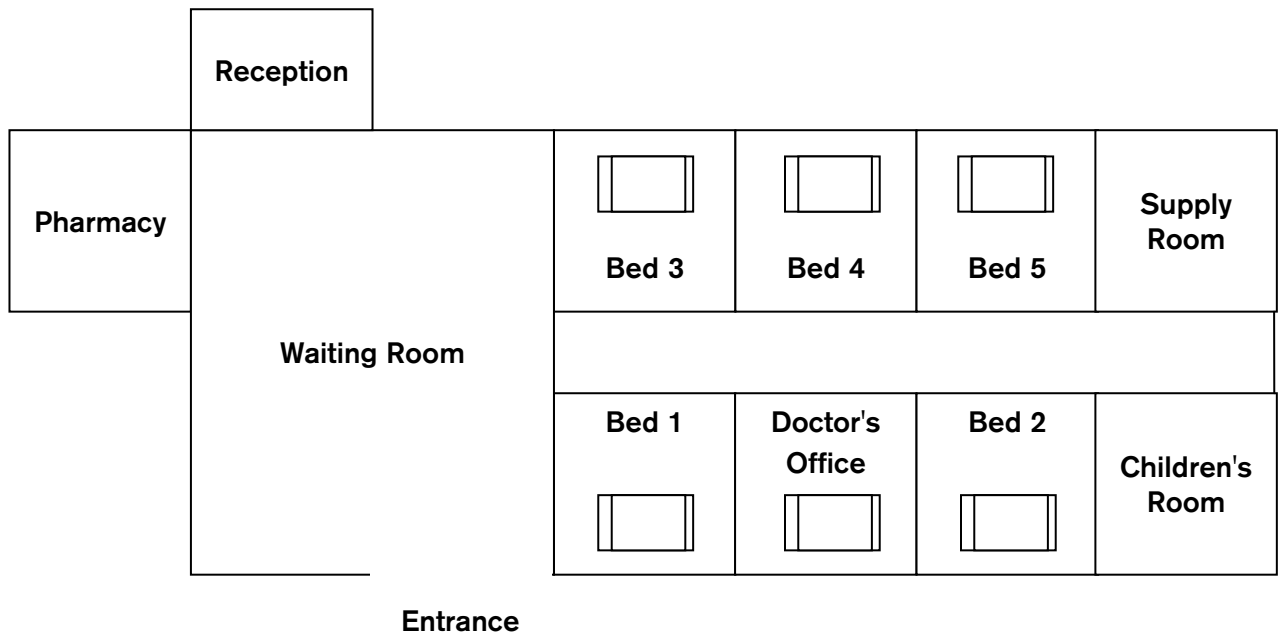 Reception
Pharmacy
Waiting Room
Bed 3
Bed 4
Bed 5
Supply
Room
Bed 1
Doctor's
Office
Bed 2
Children's
Room
Entrance